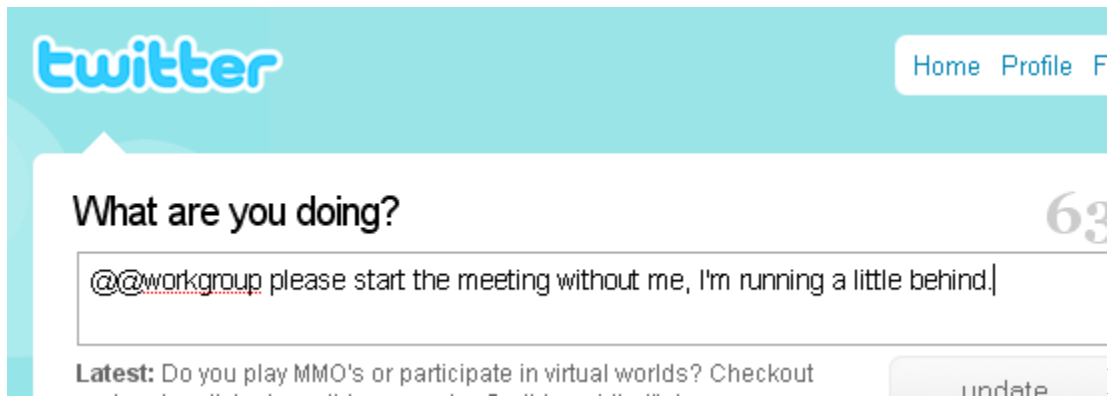 twitter
Home Profile F
What are you doing?
63
@@workgroup please start the meeting without me, I'm running a little behind.
Latest: Do you play MMO's or participate in virtual worlds? Checkout
update